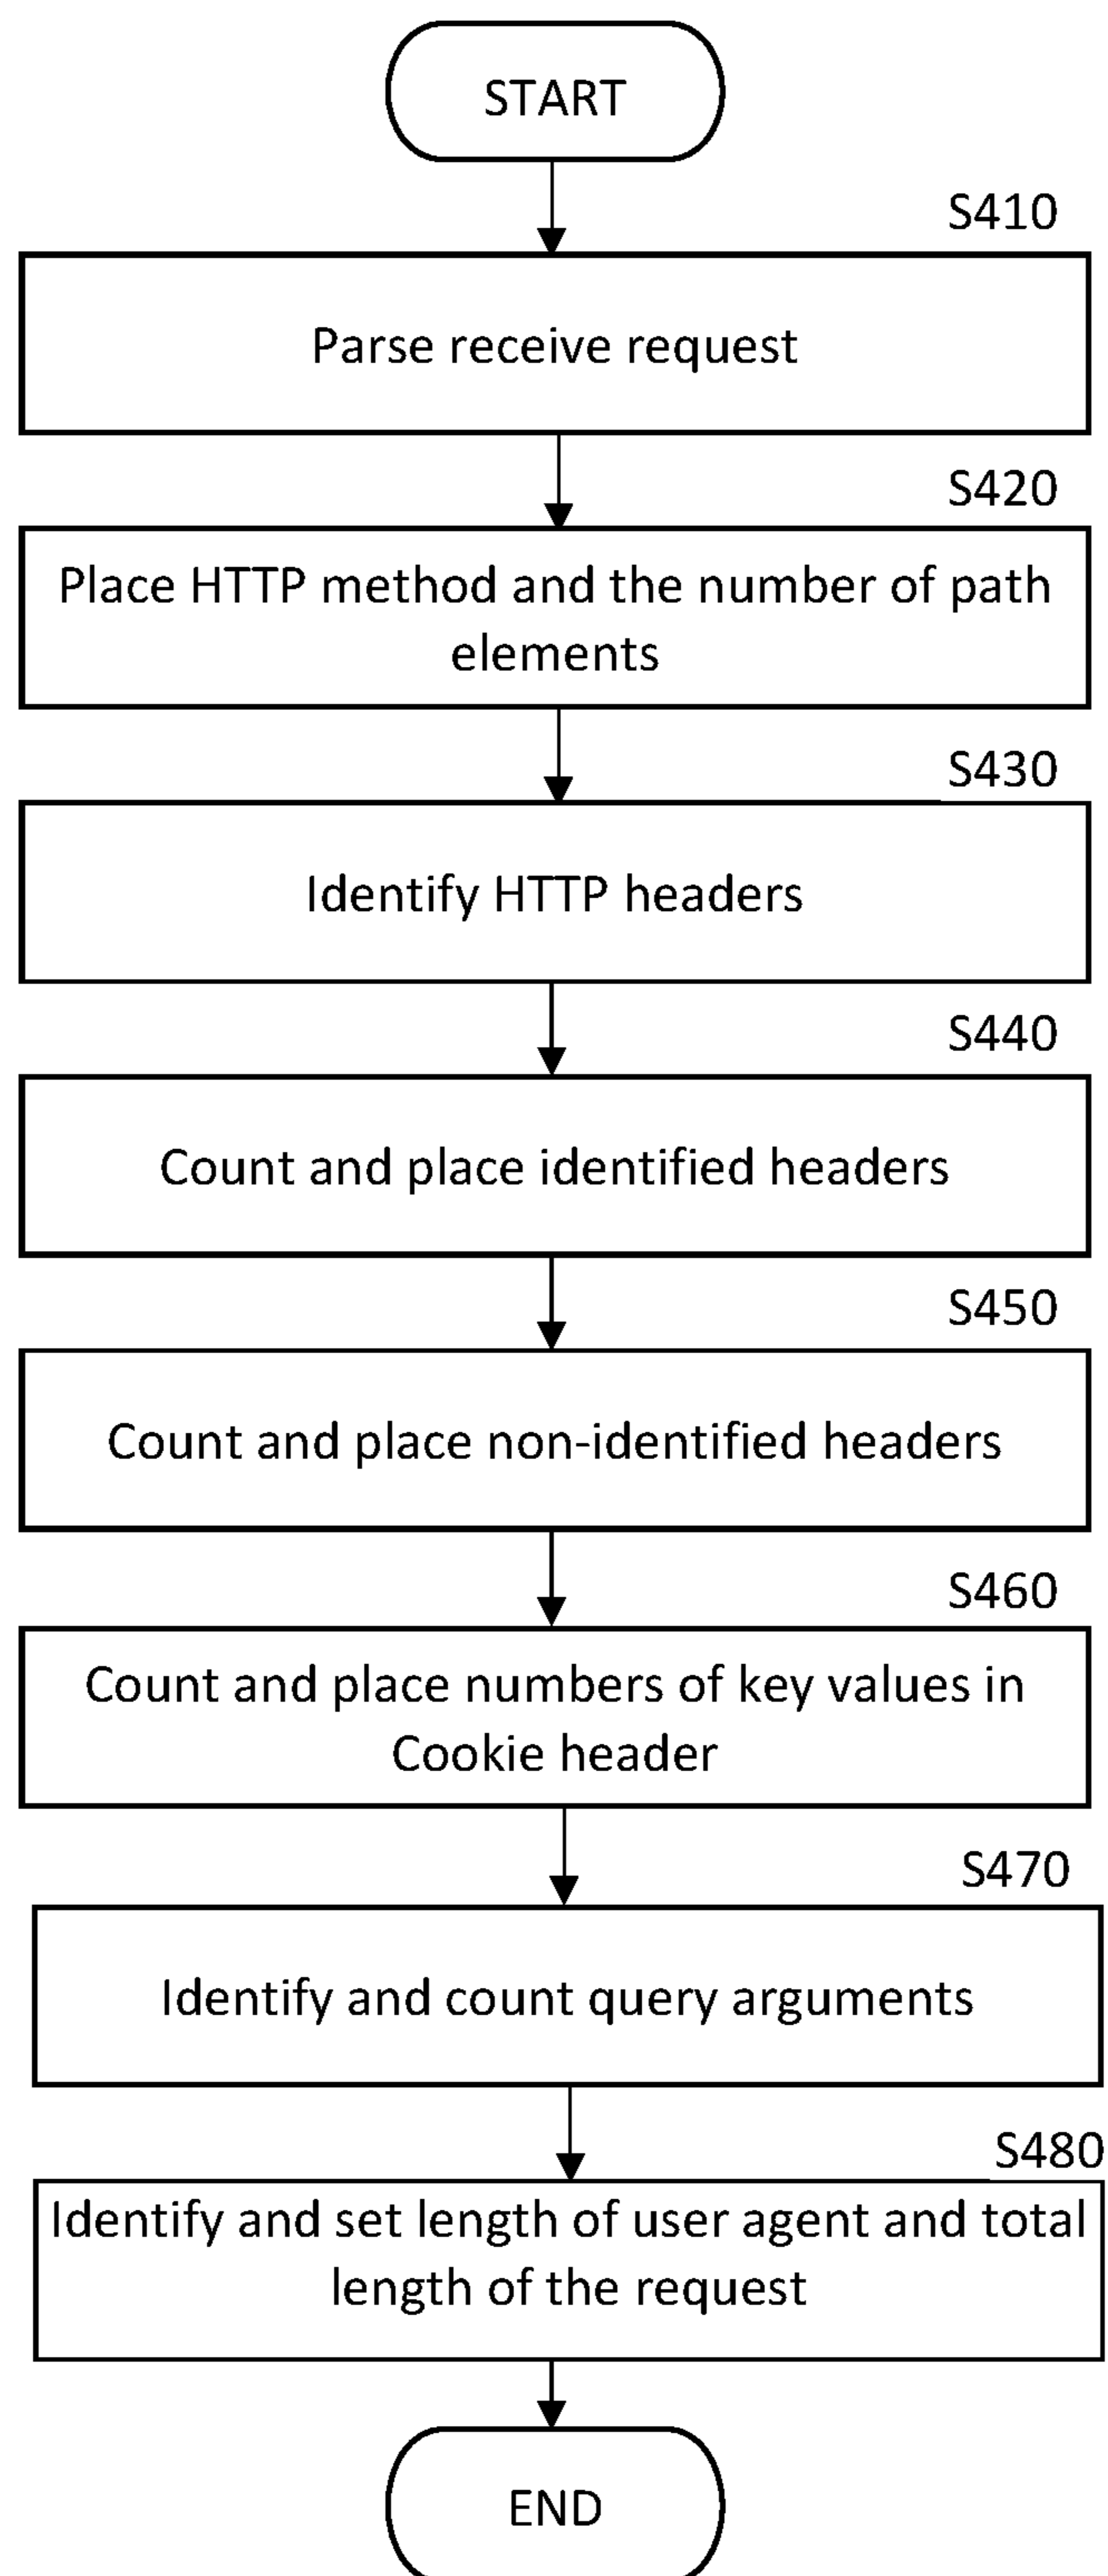 START
S410
Parse receive request
S420
Place HTTP method and the number of path
elements
S430
Identify HTTP headers
S440
Count and place identified headers
S450
Count and place non-identified headers
S460
Count and place numbers of key values in
Cookie header
S470
Identify and count query arguments
S480
Identify and set length of user agent and total
length of the request
END